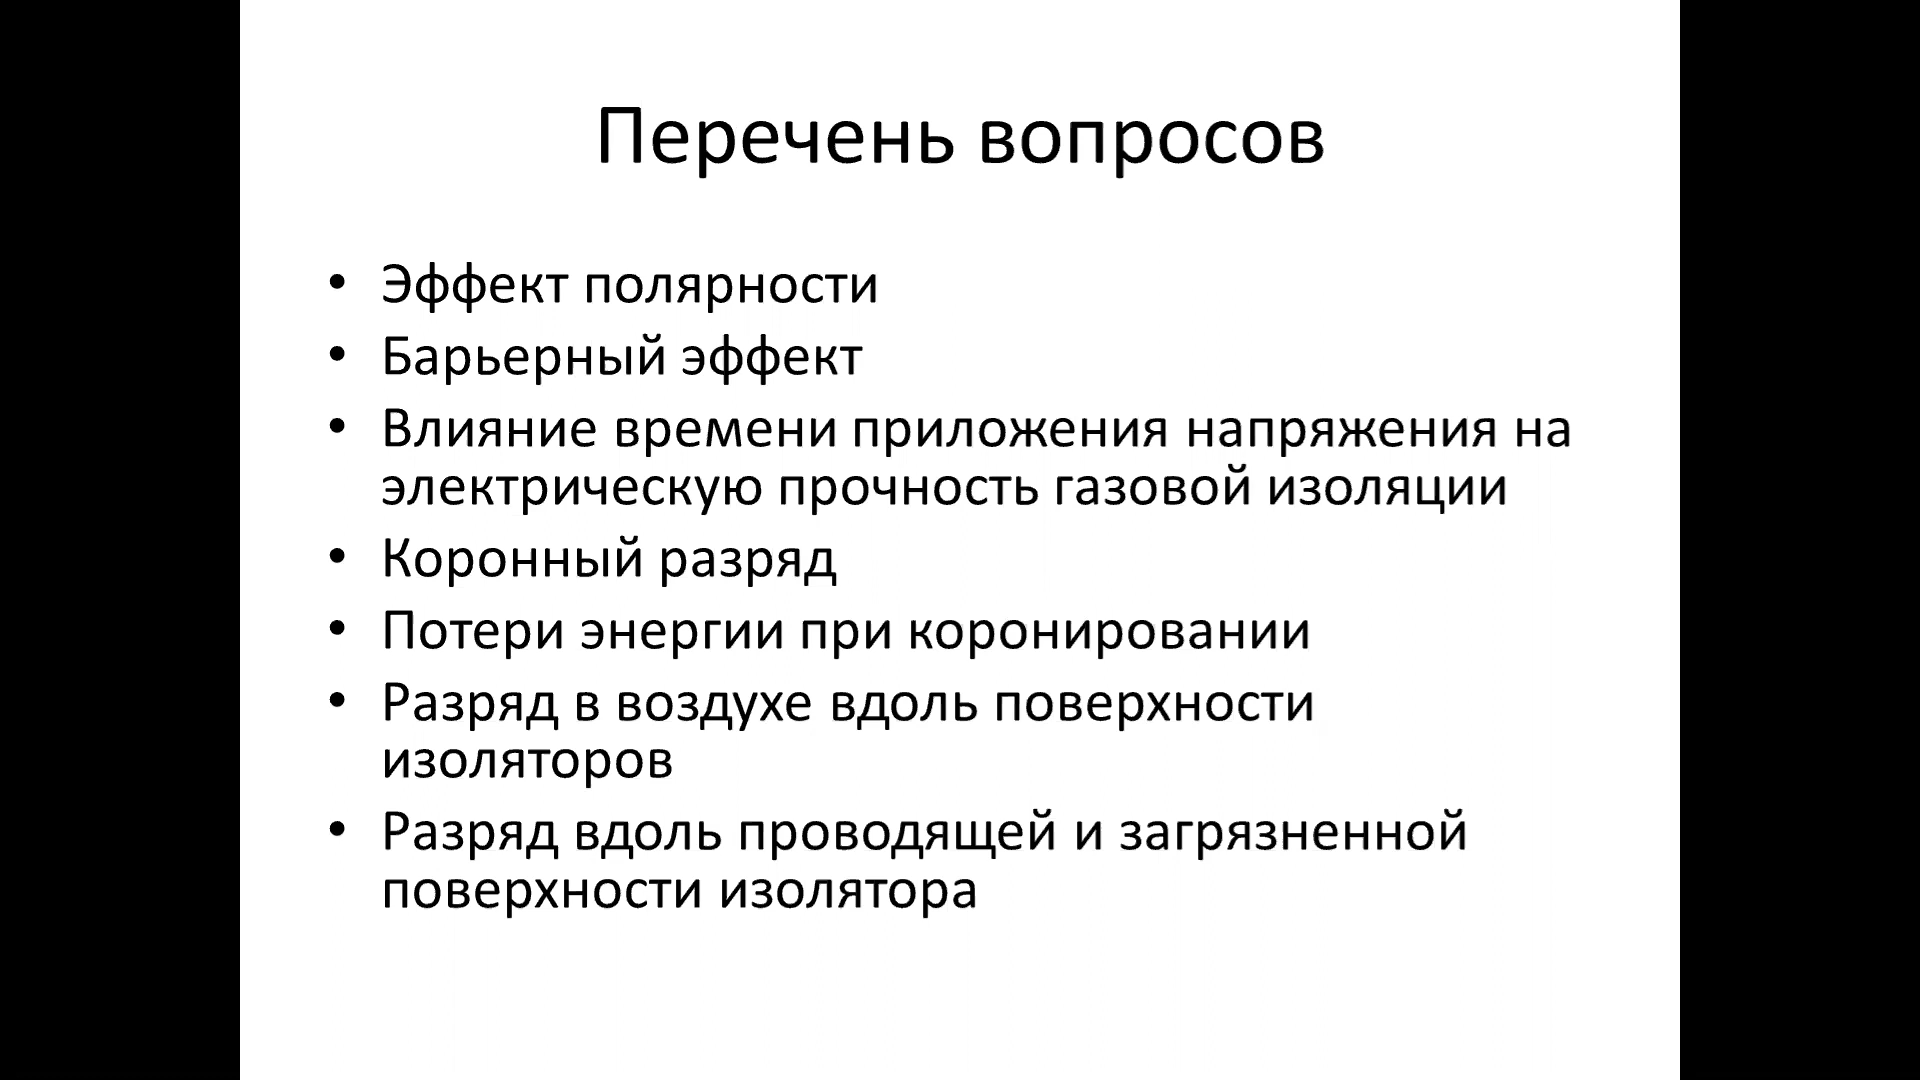 Перечень вопросов
• Эффект полярности
• Барьерный эффект
• Влияние времени приложения напряжения на
электрическую прочность газовой изоляции
• Коронный разряд
• Потери энергии при коронировании
• Разряд в воздухе вдоль поверхности
изоляторов
• Разряд вдоль проводящей и загрязненной
поверхности изолятора